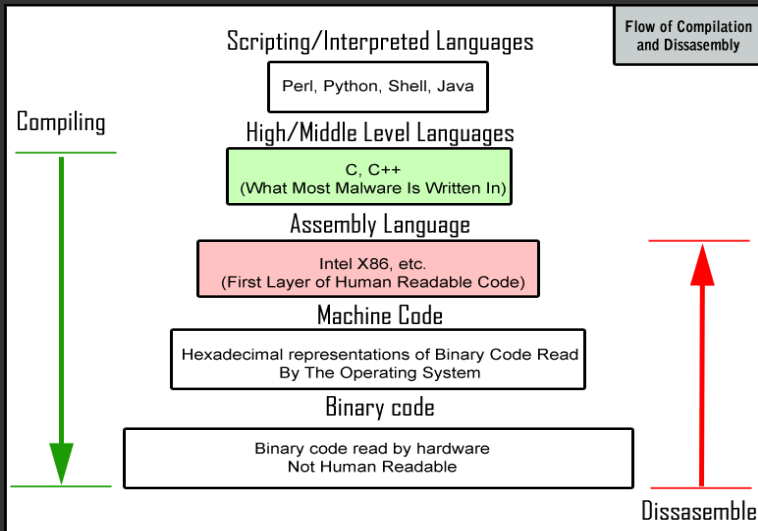 Flow of Compilation
and Dissasembly
Scripting/Interpreted Languages
Perl, Python, Shell, Java
Compiling
High/Middle Level Languages
C, C++
(What Most Malware Is Written In)
Assembly Language
Intel X86, etc.
(First Layer of Human Readable Code)
Machine Code
Hexadecimal representations of Binary Code Read
By The Operating System
Binary code
Binary code read by hardware
Not Human Readable
Dissasemble